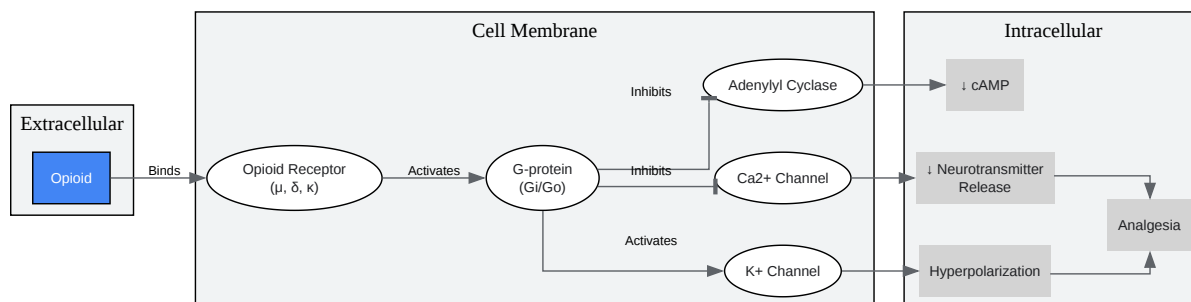 Cell Membrane
Intracellular
Extracellular
Opioid
Binds
Opioid Receptor
(μ, δ, κ)
Activates
G-protein
(Gi/Go)
Inhibits
Adenylyl Cyclase
↓ cAMP
Inhibits
Ca2+ Channel
↓ Neurotransmitter
Release
Analgesia
Activates
K+ Channel
Hyperpolarization